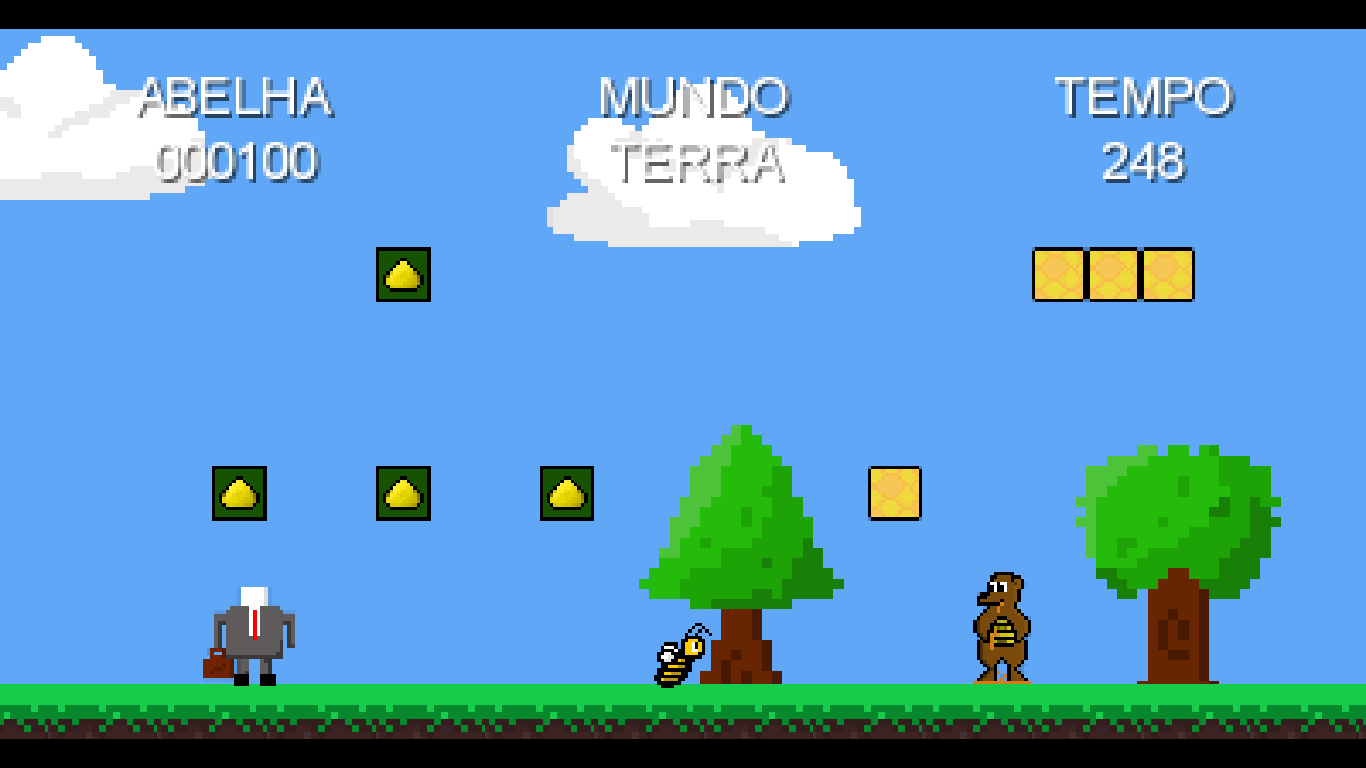 ABELHA
000100
MUNDO
TERRA
TEMPO
248